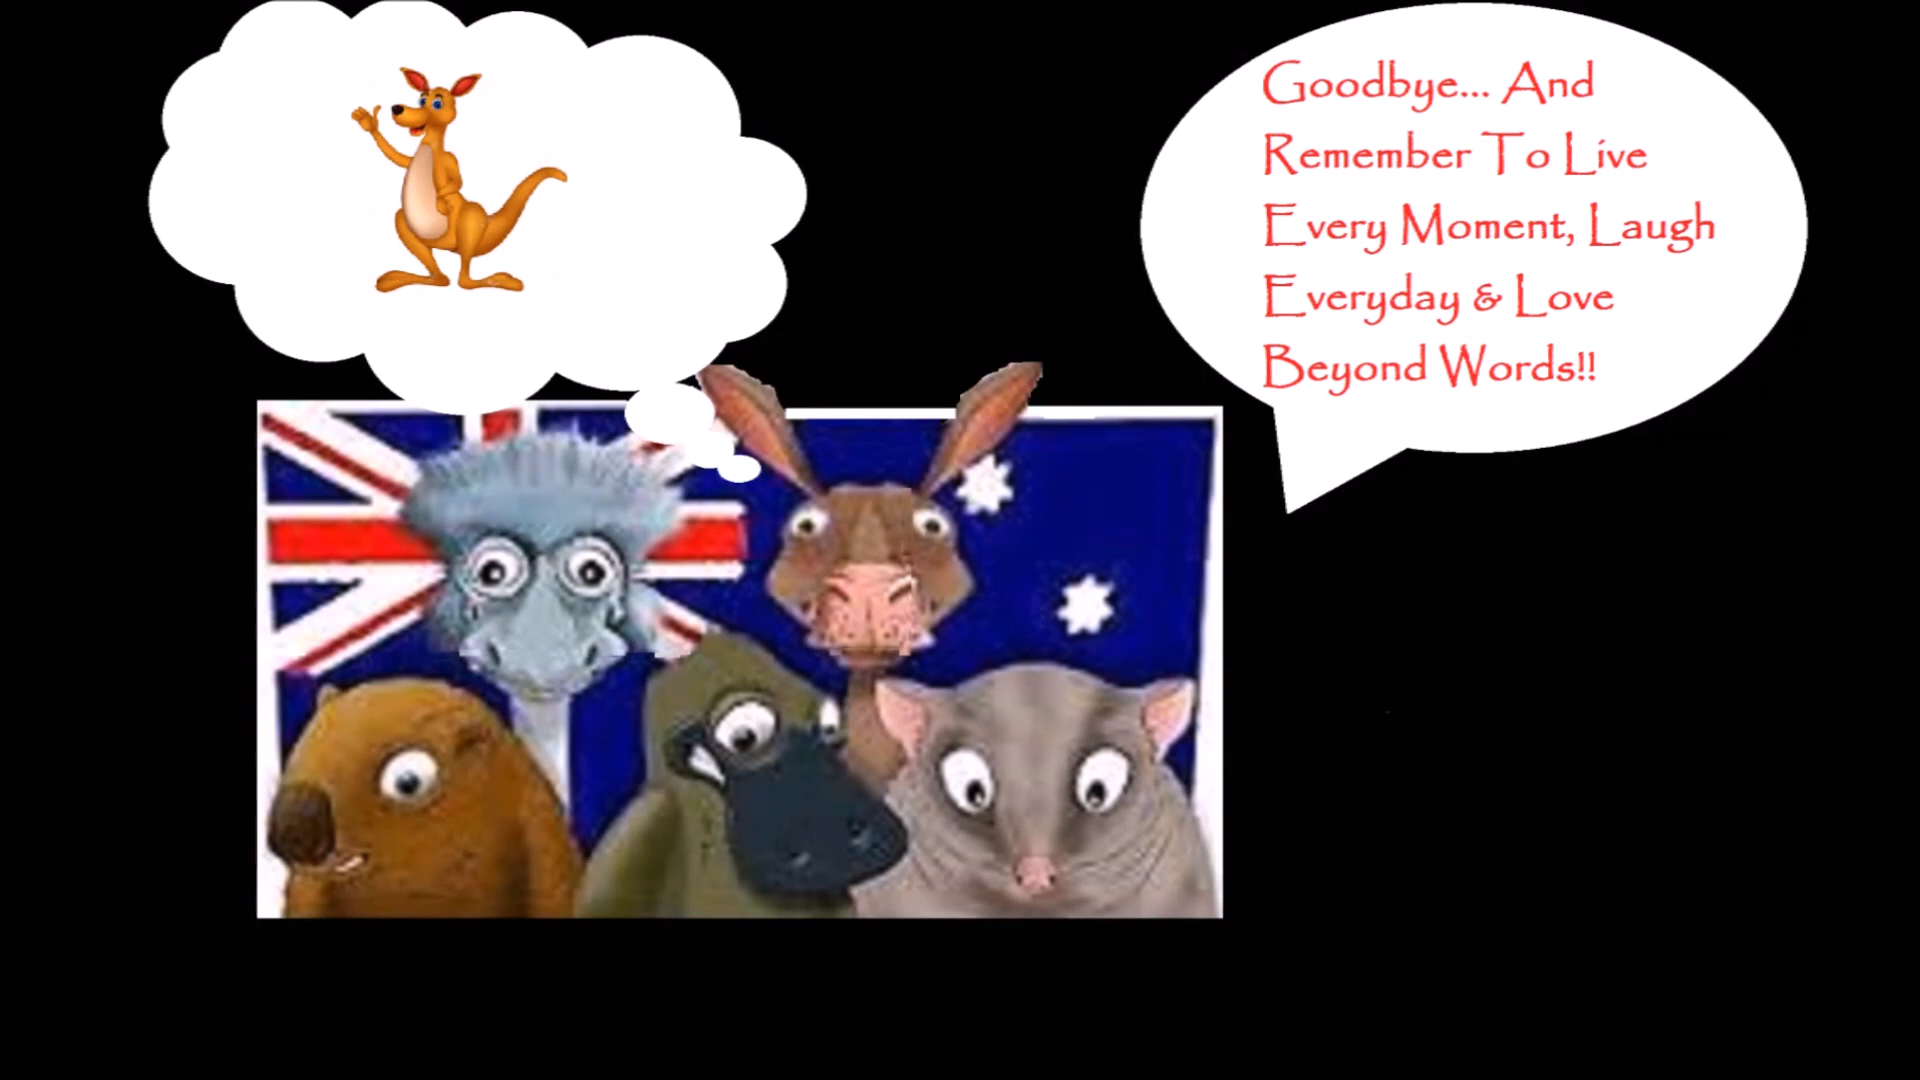 Goodbye... And
Remember To Live
Every Moment, Laugh
Everyday & Love
Beyond Words!!